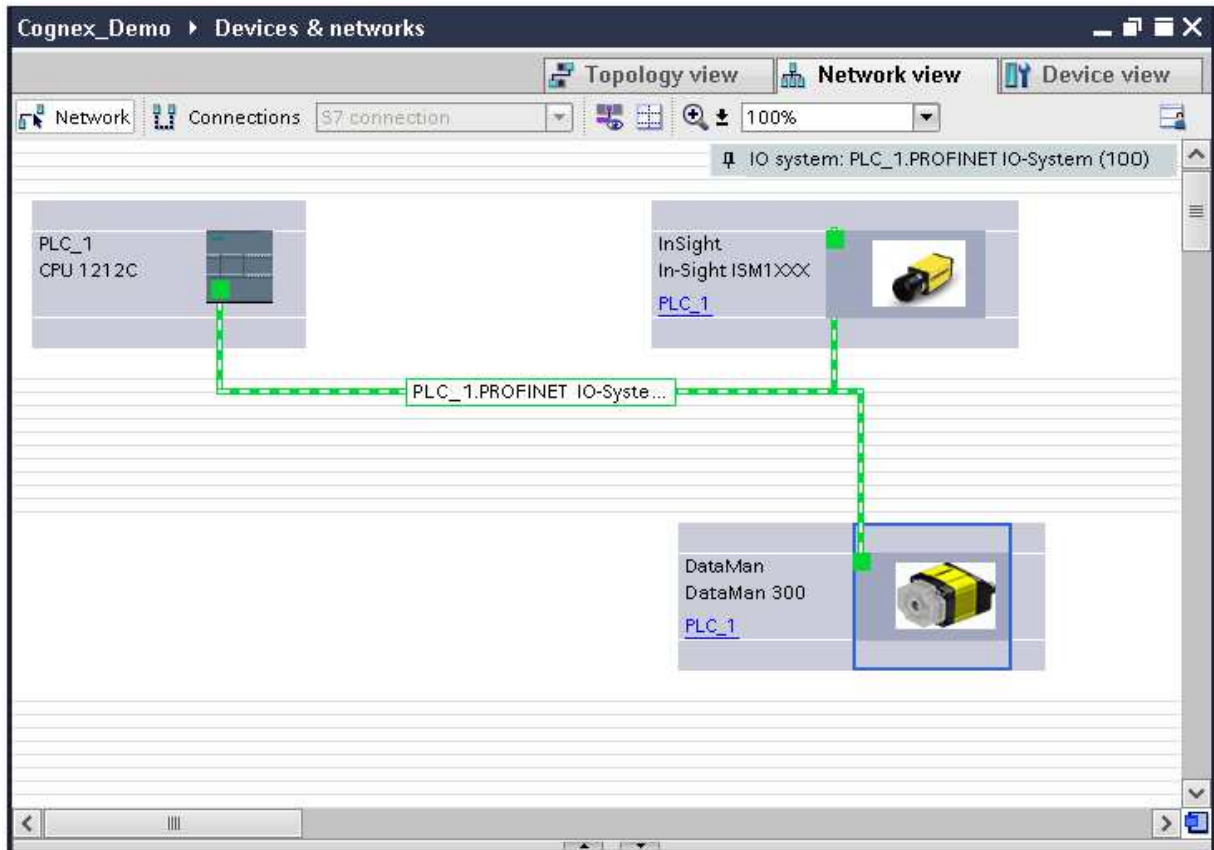 Cognex_Demo ▸ Devices & networks
Topology view Network view Device view
Network Connections S7 connection 100%
IO system: PLC_1.PROFINET IO-System (100)
PLC_1
CPU 1212C
InSight
In-Sight ISM1XXX
PLC_1
PLC_1.PROFINET IO-Syste...
DataMan
DataMan 300
PLC_1